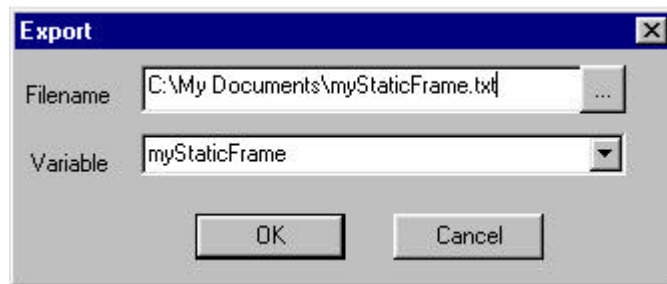 Export
Filename
C:\My Documents\myStaticFrame.txt
...
Variable
myStaticFrame
OK
Cancel